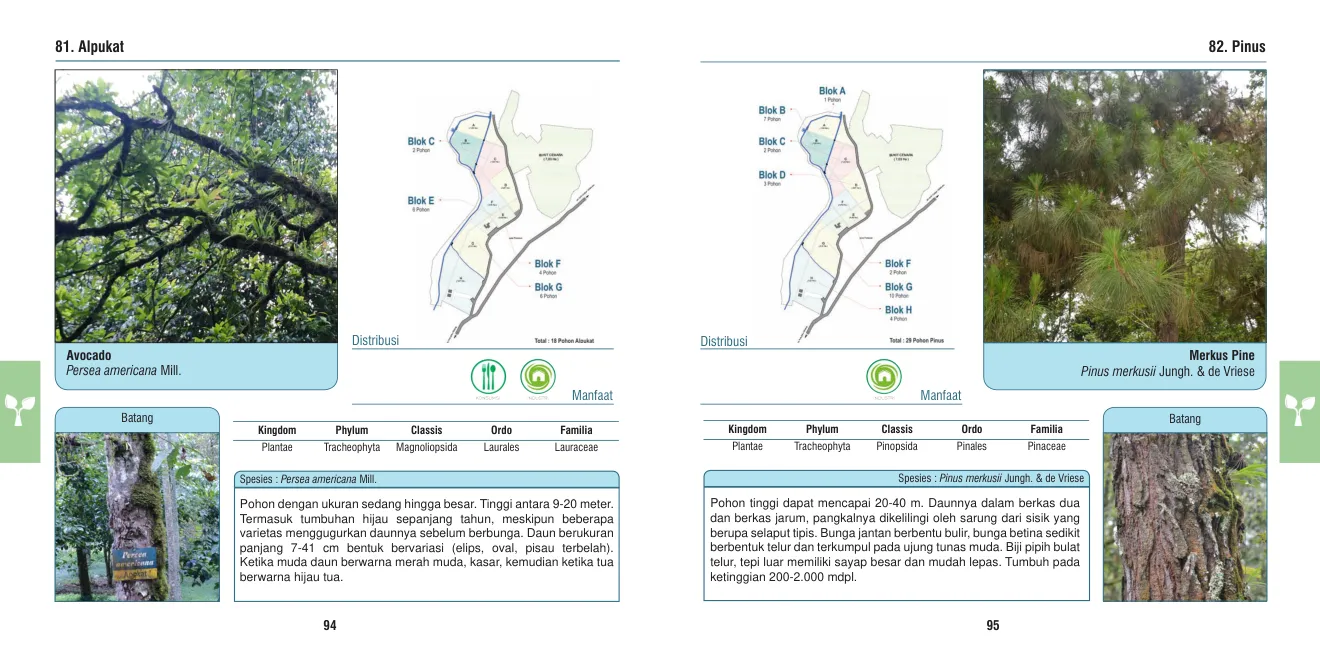 81. Alpukat
Blok C
2 Pohon
Blok E
6 Pohon
Blok F
4 Pohon
Blok G
6 Pohon
Distribusi
Total : 18 Pohon Alpukat
Avocado
Persea americana Mill.
Manfaat
Batang
Persea
americana
Alpukat
Kingdom Phylum Classis Ordo Familia
Plantae Tracheophyta Magnoliopsida Laurales Lauraceae
Spesies : Persea americana Mill.
Pohon dengan ukuran sedang hingga besar. Tinggi antara 9-20 meter.
Termasuk tumbuhan hijau sepanjang tahun, meskipun beberapa
varietas menggugurkan daunnya sebelum berbunga. Daun berukuran
panjang 7-41 cm bentuk bervariasi (elips, oval, pisau terbelah).
Ketika muda daun berwarna merah muda, kasar, kemudian ketika tua
berwarna hijau tua.
94
82. Pinus
Blok A
1 Pohon
Blok B
7 Pohon
Blok C
2 Pohon
Blok D
3 Pohon
Blok F
2 Pohon
Blok G
10 Pohon
Blok H
4 Pohon
Distribusi
Total : 29 Pohon Pinus
Merkus Pine
Pinus merkusii Jungh. & de Vriese
Manfaat
Batang
Kingdom Phylum Classis Ordo Familia
Plantae Tracheophyta Pinopsida Pinales Pinaceae
Spesies : Pinus merkusii Jungh. & de Vriese
Pohon tinggi dapat mencapai 20-40 m. Daunnya dalam berkas dua
dan berkas jarum, pangkalnya dikelilingi oleh sarung dari sisik yang
berupa selaput tipis. Bunga jantan berbentu bulir, bunga betina sedikit
berbentuk telur dan terkumpul pada ujung tunas muda. Biji pipih bulat
telur, tepi luar memiliki sayap besar dan mudah lepas. Tumbuh pada
ketinggian 200-2.000 mdpl.
95